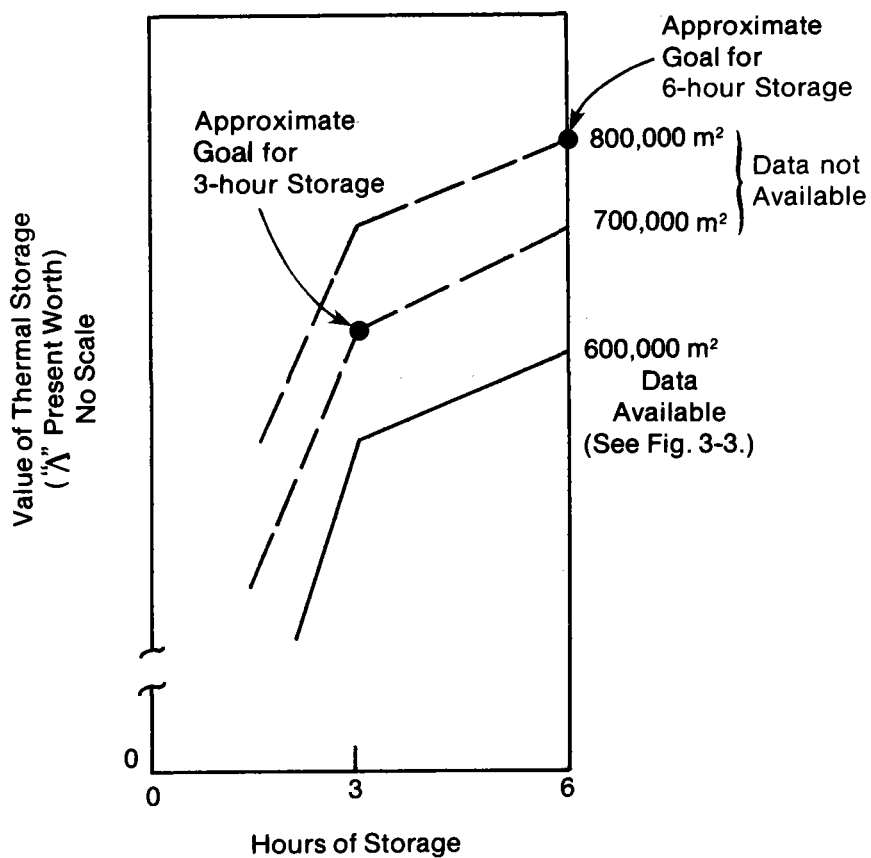 Approximate
Goal for
6-hour Storage
Approximate
Goal for
3-hour Storage
800,000 m²
Data not
Available
700,000 m²
600,000 m²
Data
Available
(See Fig. 3-3.)
Value of Thermal Storage
("Λ" Present Worth)
No Scale
0
0
3
6
Hours of Storage